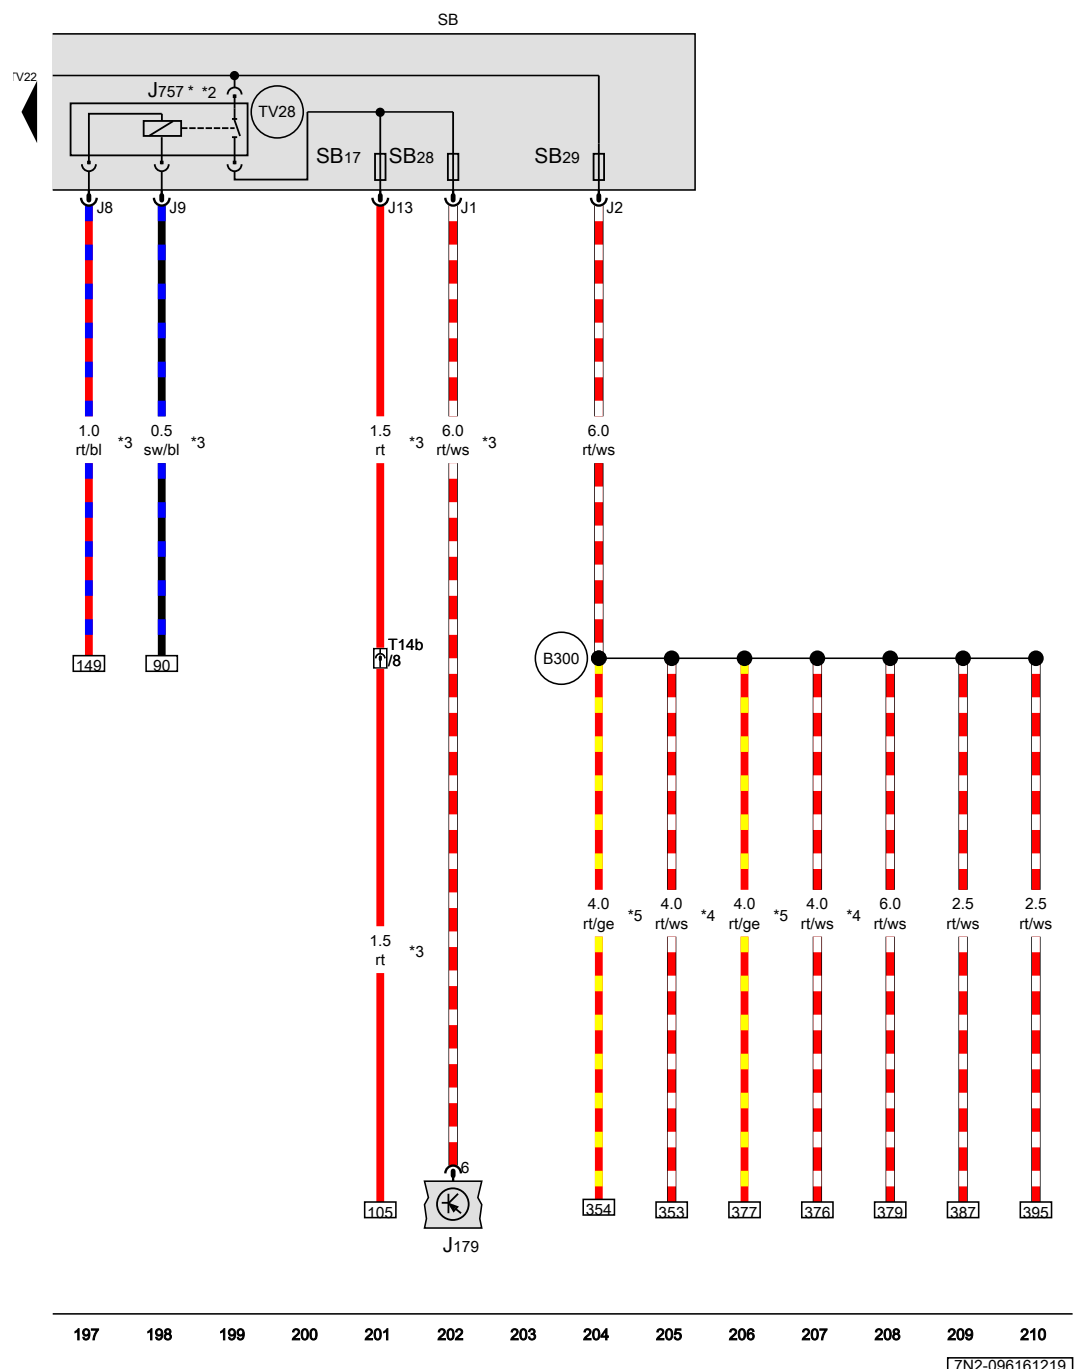 SB
TV22
J757 * *2
TV28
SB17
SB28
SB29
J8
J9
J13
J1
J2
1.0
rt/bl
*3
0.5
sw/bl
*3
1.5
rt
*3
6.0
rt/ws
*3
6.0
rt/ws
149
90
T14b
/8
B300
4.0
rt/ge
*5
4.0
rt/ws
*4
4.0
rt/ge
*5
4.0
rt/ws
*4
6.0
rt/ws
2.5
rt/ws
2.5
rt/ws
1.5
rt
*3
6
105
J179
354
353
377
376
379
387
395
197 198 199 200 201 202 203 204 205 206 207 208 209 210
7N2-096161219